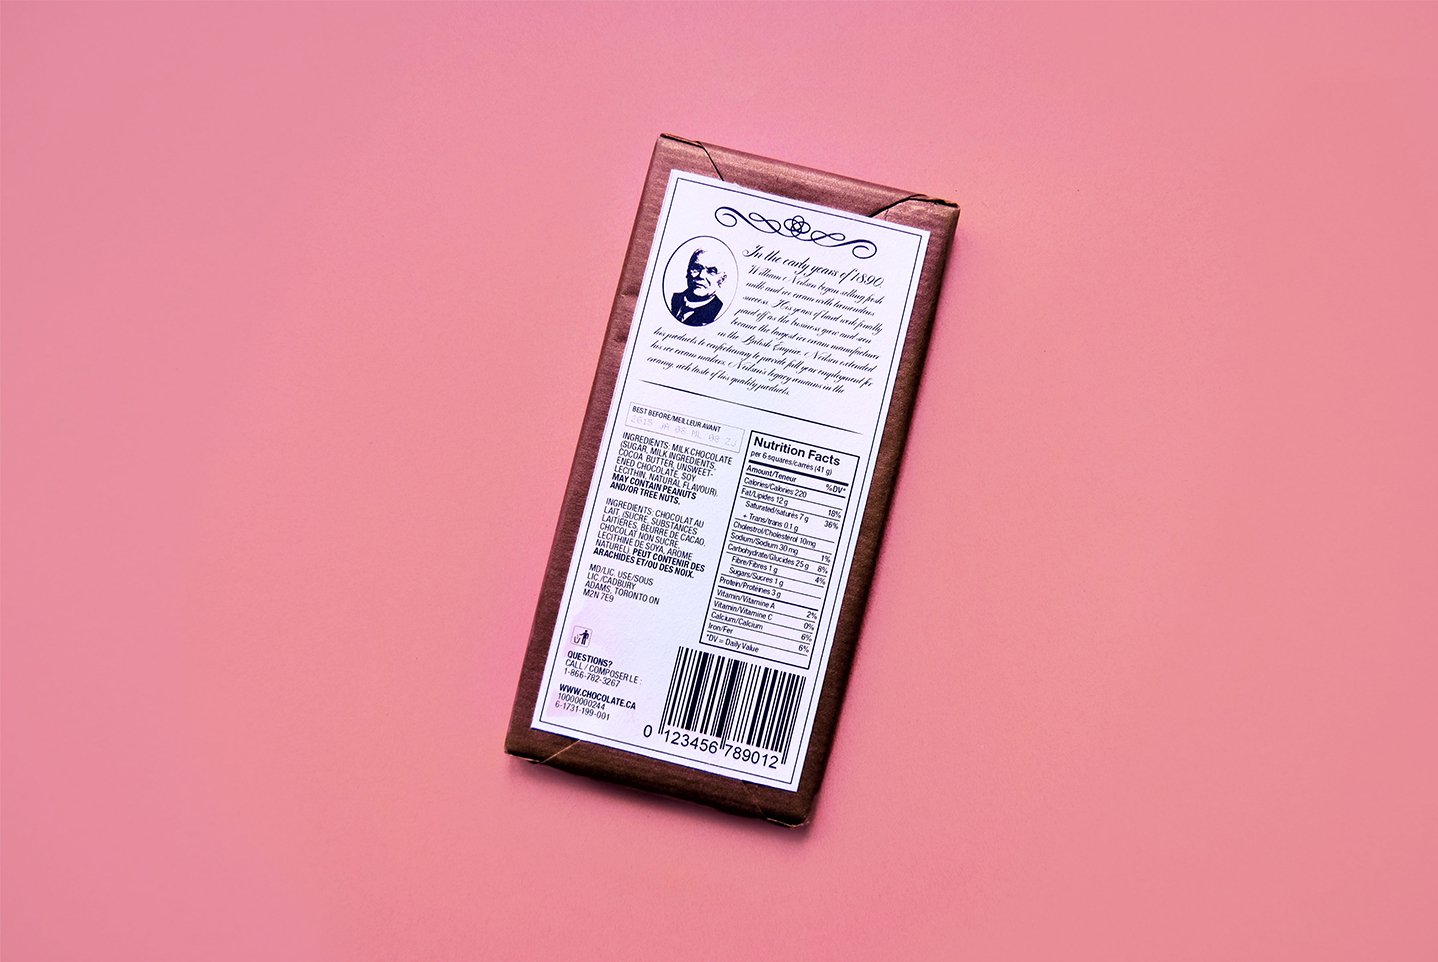 In the early years of 1890,
William Neilson began selling fresh
milk and ice cream with tremendous
success. His years of hard work finally
paid off as the business grew and soon
became the largest ice cream manufacturer
in the British Empire. Neilson extended
his products to confectionary to provide full year employment for
his ice cream makers. Neilson's legacy remains in the
creamy, rich taste of his quality products.
BEST BEFORE/MEILLEUR AVANT
2015 JA 08
INGREDIENTS: MILK CHOCOLATE
(SUGAR, MILK INGREDIENTS,
COCOA BUTTER, UNSWEET-
ENED CHOCOLATE, SOY
LECITHIN, NATURAL FLAVOUR).
MAY CONTAIN PEANUTS
AND/OR TREE NUTS.
INGREDIENTS: CHOCOLAT AU
LAIT, (SUCRE, SUBSTANCES
LAITIÈRES, BEURRE DE CACAO,
CHOCOLAT NON SUCRE,
LECITHINE DE SOYA, AROME
NATUREL). PEUT CONTENIR DES
ARACHIDES ET/OU DES NOIX.
MD/LIC. USE/SOUS
LIC./CADBURY
ADAMS, TORONTO ON
M2N 7E9
QUESTIONS?
CALL / COMPOSER LE :
1-866-782-3267
WWW.CHOCOLATE.CA
10000000244
6-1731-199-001
Nutrition Facts
per 6 squares/carrés (41 g)
Amount/Teneur %DV*
Calories/Calories 220
Fat/Lipides 12 g 18%
Saturated/saturés 7 g 36%
+ Trans/trans 0.1 g
Cholestrol/Cholestérol 10mg
Sodium/Sodium 30 mg 1%
Carbohydrate/Glucides 25 g 8%
Fibre/Fibres 1 g 4%
Sugars/Sucres 1 g
Protein/Protéines 3 g
Vitamin/Vitamine A 2%
Vitamin/Vitamine C 0%
Calcium/Calcium 6%
Iron/Fer 6%
*DV = Daily Value
0 123456 789012